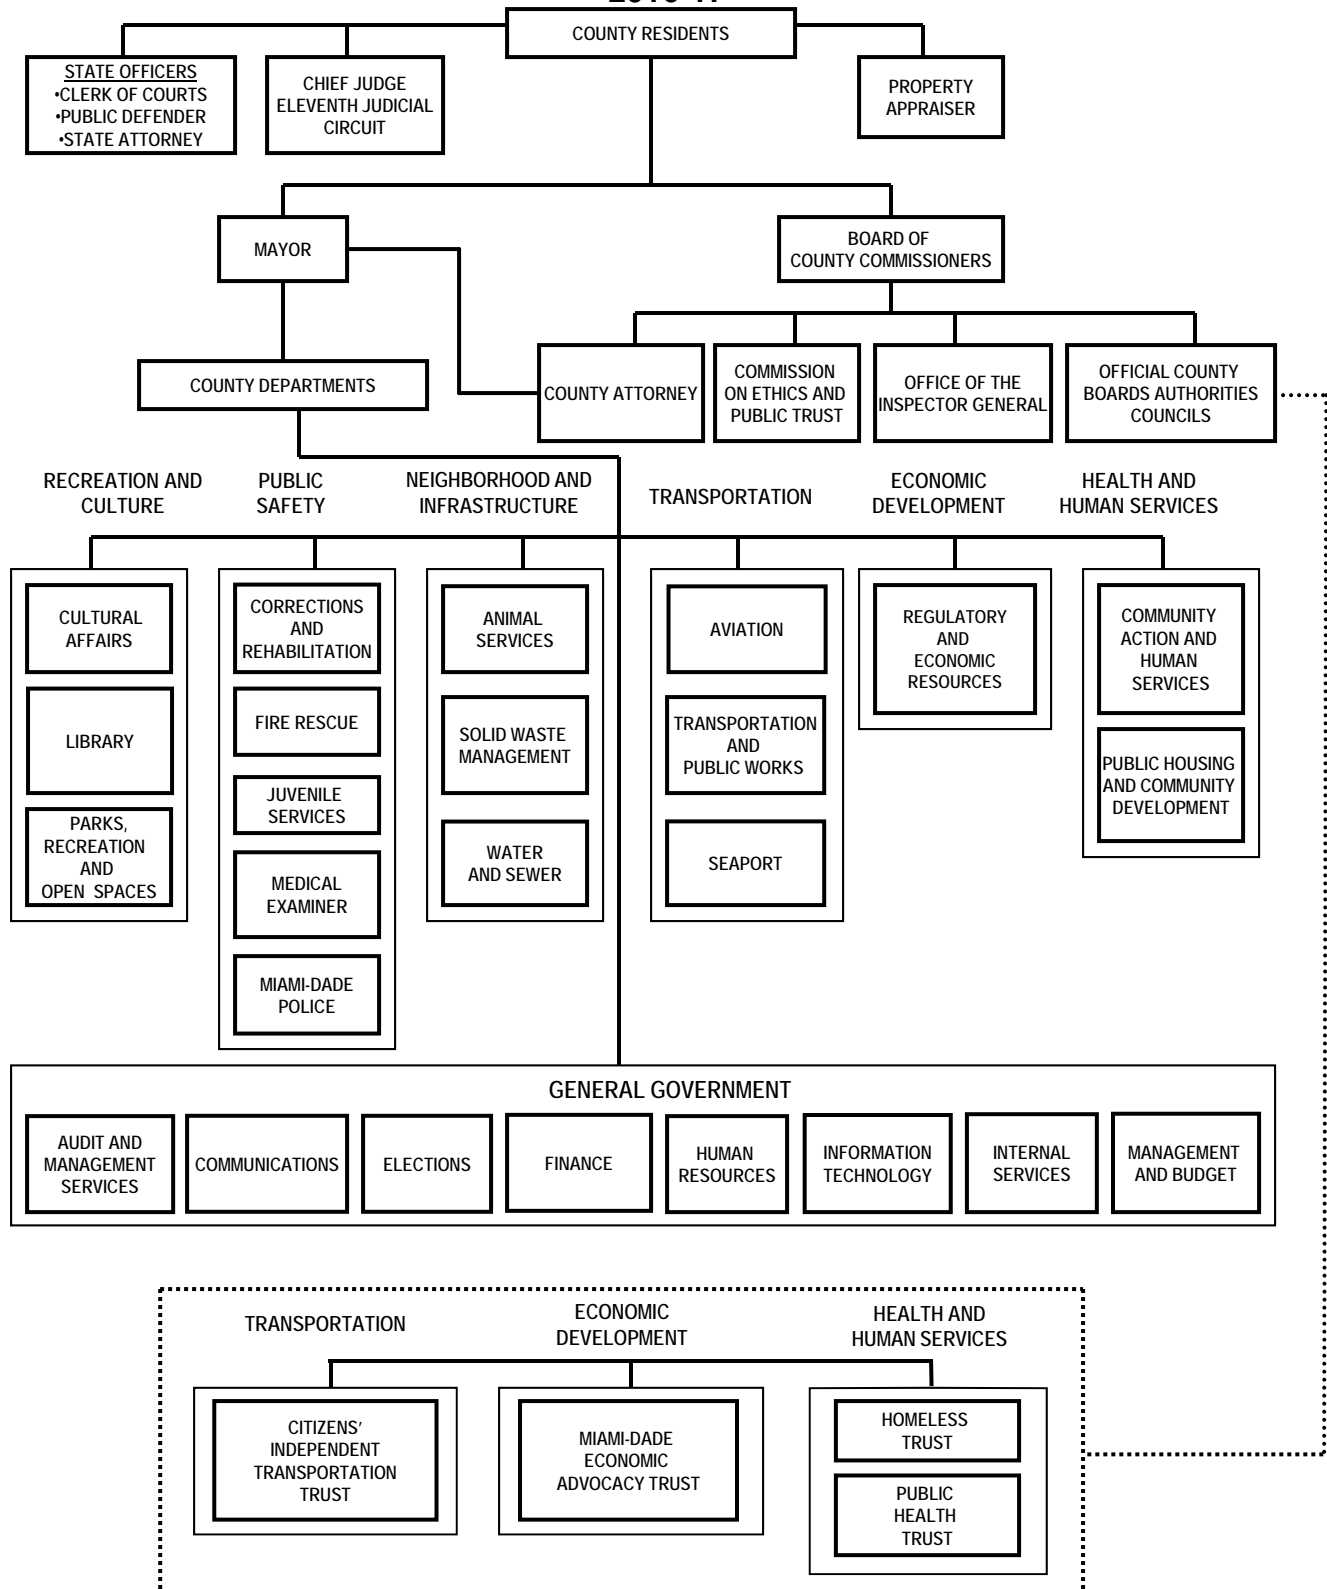 COUNTY RESIDENTS
STATE OFFICERS
•CLERK OF COURTS
•PUBLIC DEFENDER
•STATE ATTORNEY
CHIEF JUDGE
ELEVENTH JUDICIAL
CIRCUIT
PROPERTY
APPRAISER
MAYOR
BOARD OF
COUNTY COMMISSIONERS
COUNTY DEPARTMENTS
COUNTY ATTORNEY
COMMISSION
ON ETHICS AND
PUBLIC TRUST
OFFICE OF THE
INSPECTOR GENERAL
OFFICIAL COUNTY
BOARDS AUTHORITIES
COUNCILS
RECREATION AND
CULTURE
PUBLIC
SAFETY
NEIGHBORHOOD AND
INFRASTRUCTURE
TRANSPORTATION
ECONOMIC
DEVELOPMENT
HEALTH AND
HUMAN SERVICES
CULTURAL
AFFAIRS
LIBRARY
PARKS,
RECREATION
AND
OPEN SPACES
CORRECTIONS
AND
REHABILITATION
FIRE RESCUE
JUVENILE
SERVICES
MEDICAL
EXAMINER
MIAMI-DADE
POLICE
ANIMAL
SERVICES
SOLID WASTE
MANAGEMENT
WATER
AND SEWER
AVIATION
TRANSPORTATION
AND
PUBLIC WORKS
SEAPORT
REGULATORY
AND
ECONOMIC
RESOURCES
COMMUNITY
ACTION AND
HUMAN
SERVICES
PUBLIC HOUSING
AND COMMUNITY
DEVELOPMENT
GENERAL GOVERNMENT
AUDIT AND
MANAGEMENT
SERVICES
COMMUNICATIONS
ELECTIONS
FINANCE
HUMAN
RESOURCES
INFORMATION
TECHNOLOGY
INTERNAL
SERVICES
MANAGEMENT
AND BUDGET
TRANSPORTATION
ECONOMIC
DEVELOPMENT
HEALTH AND
HUMAN SERVICES
CITIZENS'
INDEPENDENT
TRANSPORTATION
TRUST
MIAMI-DADE
ECONOMIC
ADVOCACY TRUST
HOMELESS
TRUST
PUBLIC
HEALTH
TRUST